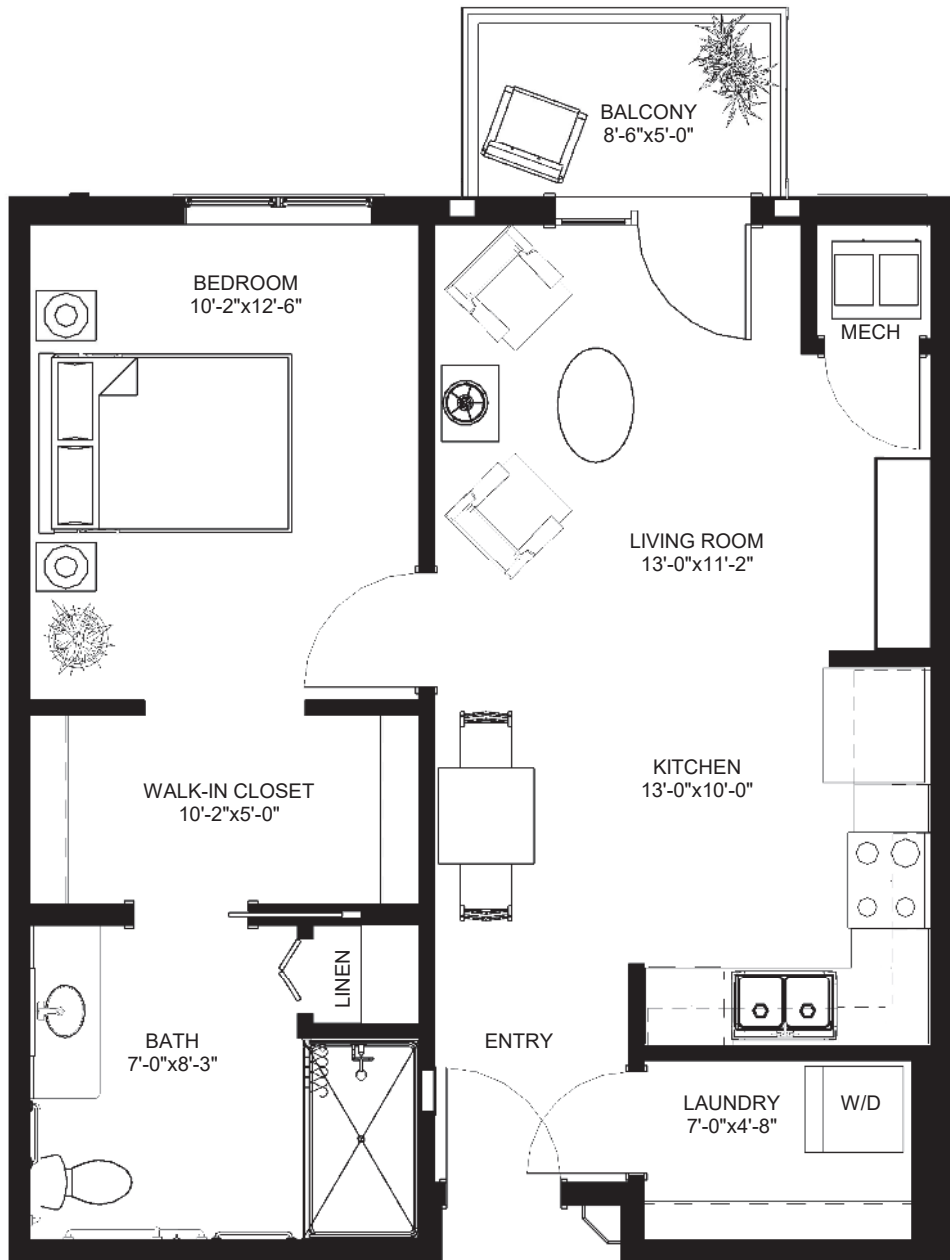 BALCONY
8'-6"x5'-0"
BEDROOM
10'-2"x12'-6"
MECH
LIVING ROOM
13'-0"x11'-2"
KITCHEN
13'-0"x10'-0"
WALK-IN CLOSET
10'-2"x5'-0"
LINEN
BATH
7'-0"x8'-3"
ENTRY
LAUNDRY
7'-0"x4'-8"
W/D